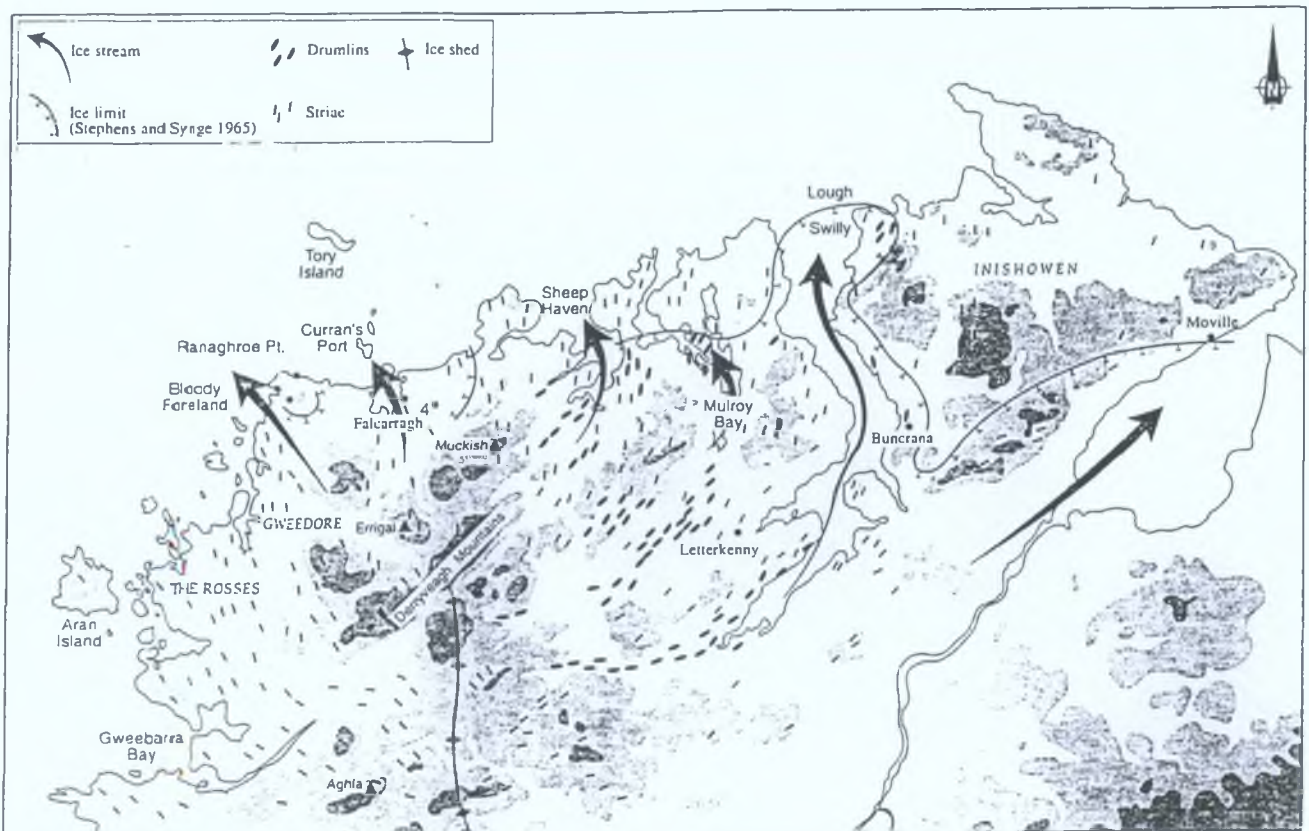 Ice stream
Drumlins
Ice shed
Ice limit
(Stephens and Synge 1965)
Striae
N
Lough
Swilly
Tory
Island
INISHOWEN
Sheep
Haven
Curran's
Port
Moville
Ranaghroe Pt.
Bloody
Foreland
4
Falcarragh
Mulroy
Bay
Muckish
Buncrana
GWEEDORE
Errigal
Derryveagh Mountains
Letterkenny
THE ROSSES
Aran
Island
Gweebarra
Bay
Aghla